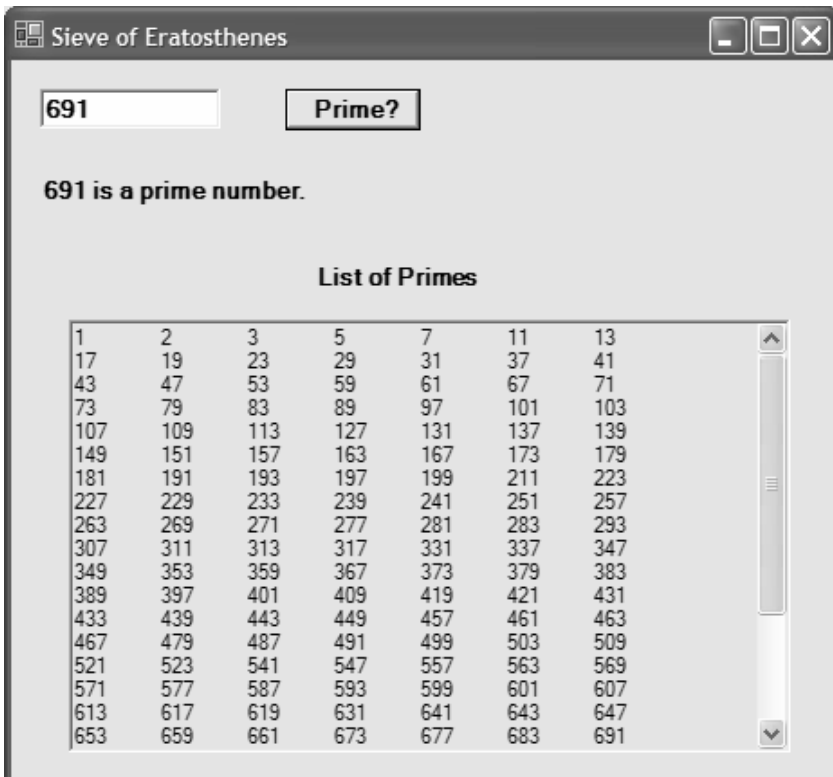 Sieve of Eratosthenes
691 Prime?
691 is a prime number.
List of Primes
1 2 3 5 7 11 13
17 19 23 29 31 37 41
43 47 53 59 61 67 71
73 79 83 89 97 101 103
107 109 113 127 131 137 139
149 151 157 163 167 173 179
181 191 193 197 199 211 223
227 229 233 239 241 251 257
263 269 271 277 281 283 293
307 311 313 317 331 337 347
349 353 359 367 373 379 383
389 397 401 409 419 421 431
433 439 443 449 457 461 463
467 479 487 491 499 503 509
521 523 541 547 557 563 569
571 577 587 593 599 601 607
613 617 619 631 641 643 647
653 659 661 673 677 683 691